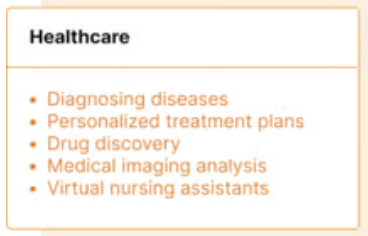 Healthcare
• Diagnosing diseases
• Personalized treatment plans
• Drug discovery
• Medical imaging analysis
• Virtual nursing assistants